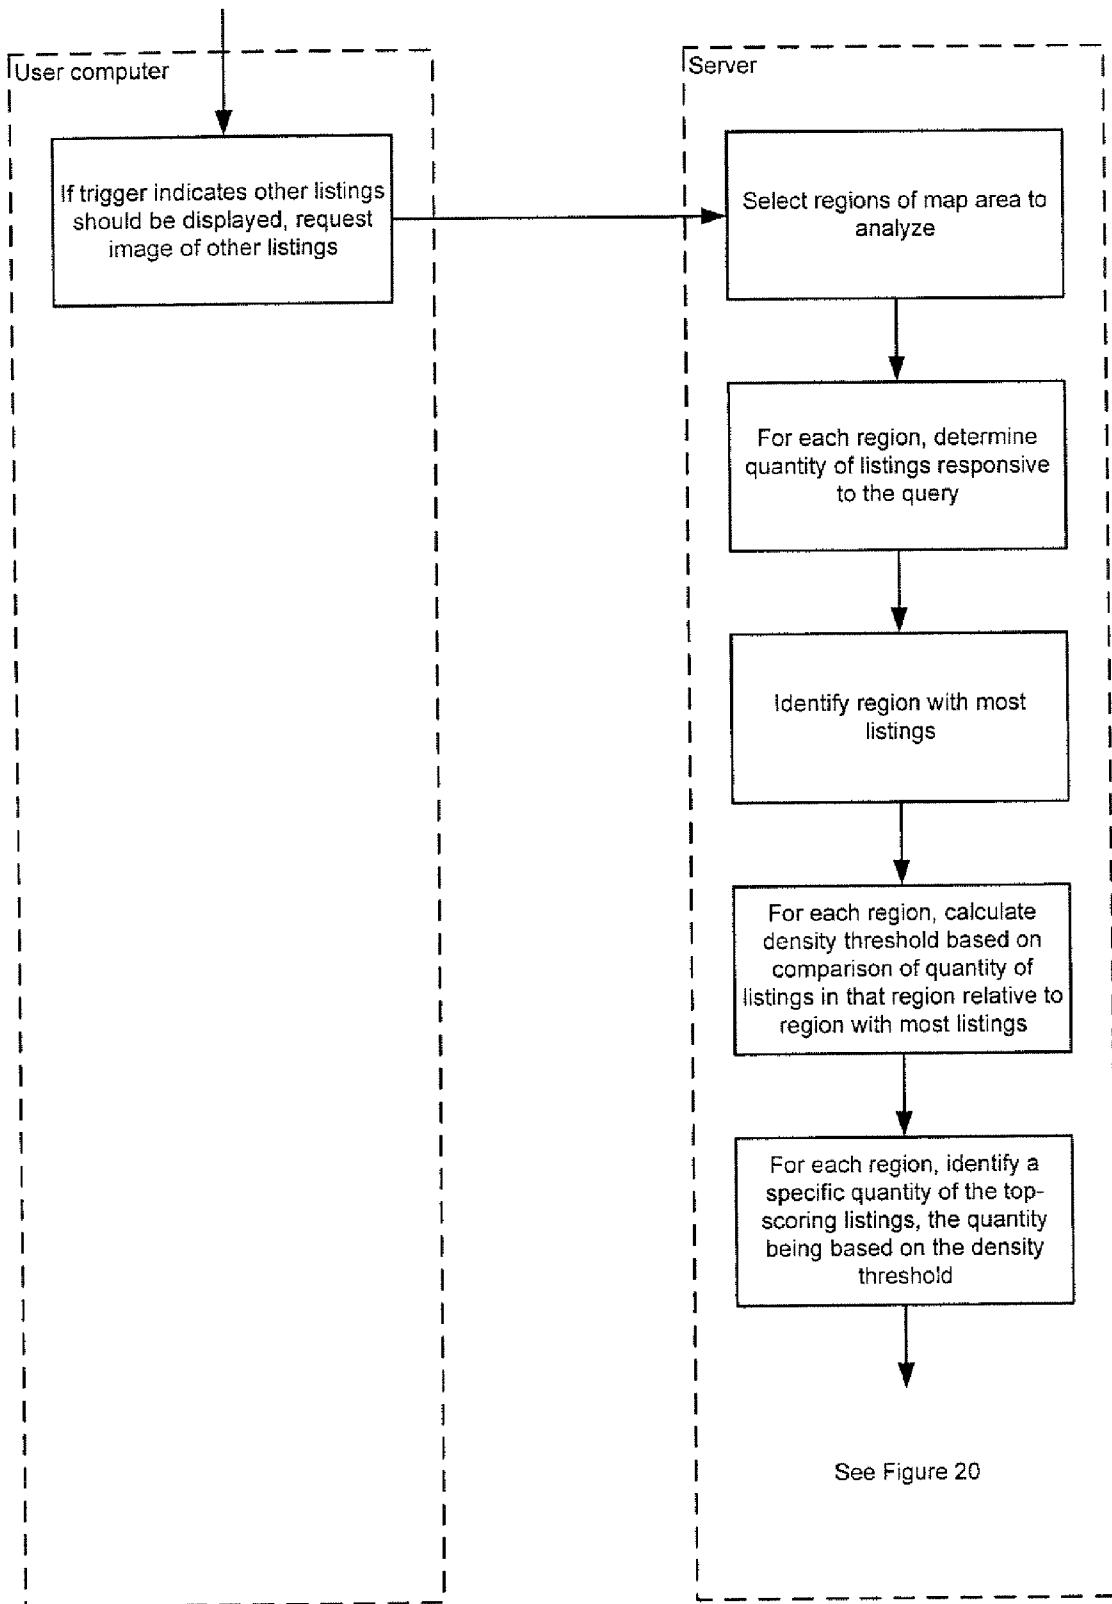 User computer
If trigger indicates other listings
should be displayed, request
image of other listings
Server
Select regions of map area to
analyze
For each region, determine
quantity of listings responsive
to the query
Identify region with most
listings
For each region, calculate
density threshold based on
comparison of quantity of
listings in that region relative to
region with most listings
For each region, identify a
specific quantity of the top-
scoring listings, the quantity
being based on the density
threshold
See Figure 20